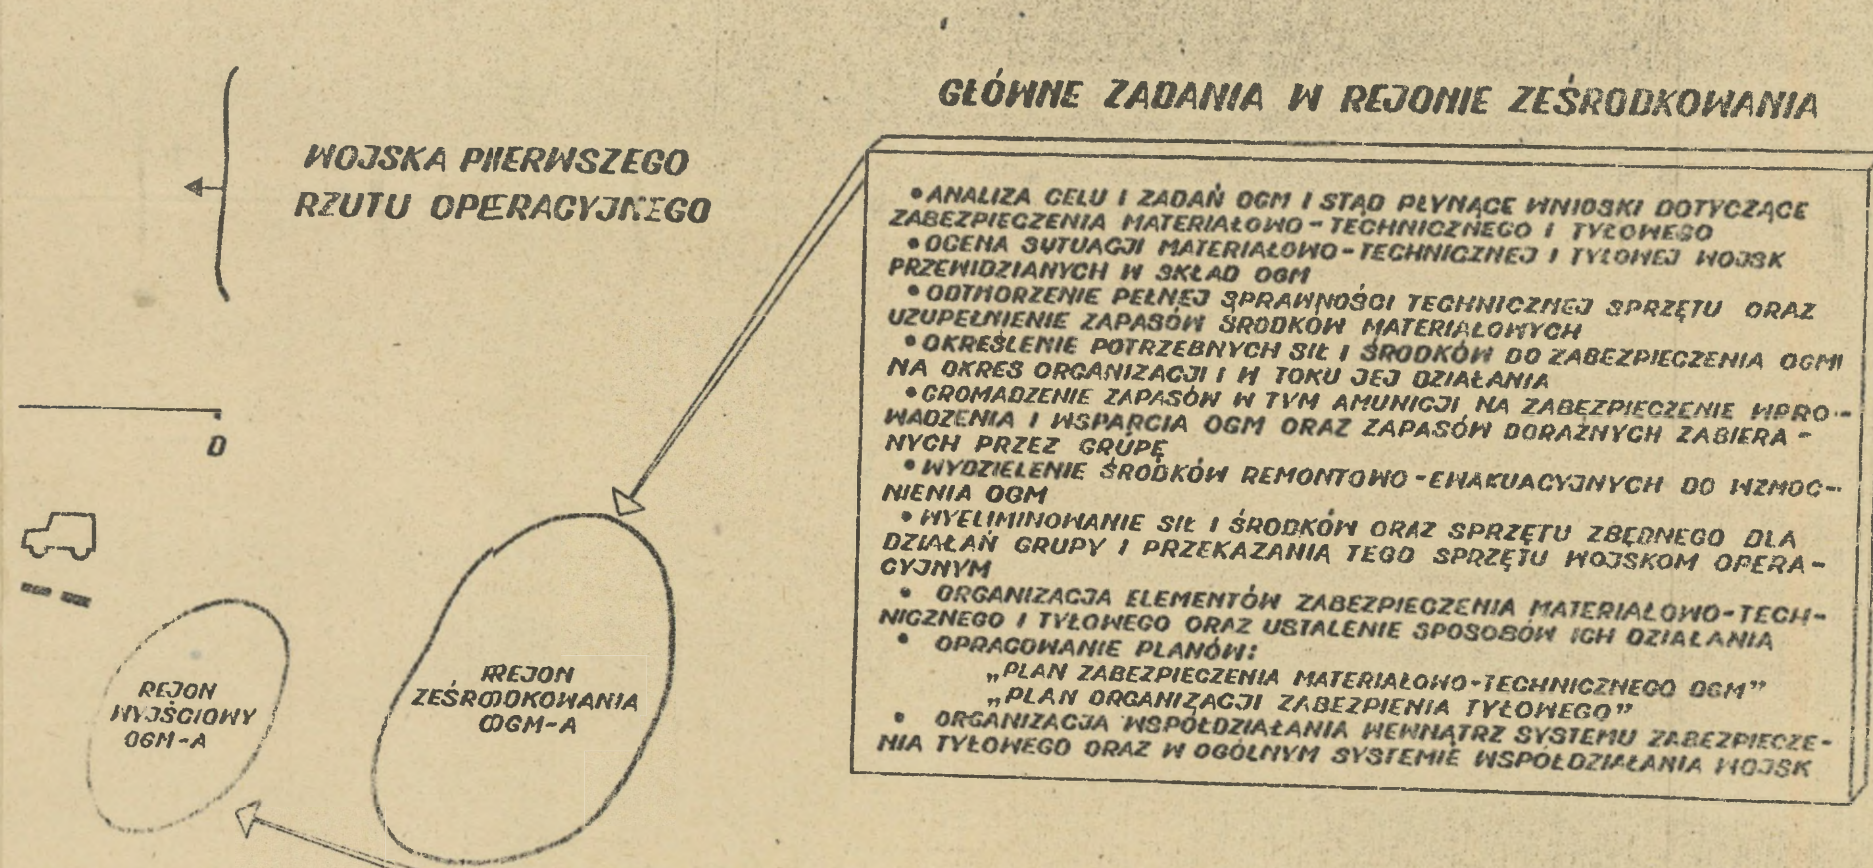 GŁÓWNE ZADANIA W REJONIE ZEŚRODKOWANIA
WOJSKA PIERWSZEGO
RZUTU OPERACYJNEGO
• ANALIZA CELU I ZADAŃ OGM I STĄD PŁYNĄCE WNIOSKI DOTYCZĄCE
ZABEZPIECZENIA MATERIAŁOWO-TECHNICZNEGO I TYŁOWEGO
• OCENA SUTUACJI MATERIAŁOWO-TECHNICZNEJ I TYŁOWEJ WOJSK
PRZEWIDZIANYCH W SKŁAD OGM
• ODTWORZENIE PEŁNEJ SPRAWNOŚCI TECHNICZNEJ SPRZĘTU ORAZ
UZUPEŁNIENIE ZAPASÓW ŚRODKÓW MATERIAŁOWYCH
• OKREŚLENIE POTRZEBNYCH SIŁ I ŚRODKÓW DO ZABEZPIECZENIA OGM
NA OKRES ORGANIZACJI I W TOKU JEJ DZIAŁANIA
• GROMADZENIE ZAPASÓW W TYM AMUNICJI NA ZABEZPIECZENIE WPRO-
WADZENIA I WSPARCIA OGM ORAZ ZAPASÓW DORAŹNYCH ZABIERA-
NYCH PRZEZ GRUPĘ
• WYDZIELENIE ŚRODKÓW REMONTOWO-EWAKUACYJNYCH DO WZMOC-
NIENIA OGM
• WYELIMINOWANIE SIŁ I ŚRODKÓW ORAZ SPRZĘTU ZBĘDNEGO DLA
DZIAŁAŃ GRUPY I PRZEKAZANIA TEGO SPRZĘTU WOJSKOM OPERA-
CYJNYM
• ORGANIZACJA ELEMENTÓW ZABEZPIECZENIA MATERIAŁOWO-TECH-
NICZNEGO I TYŁOWEGO ORAZ USTALENIE SPOSOBÓW ICH DZIAŁANIA
• OPRACOWANIE PLANÓW:
„PLAN ZABEZPIECZENIA MATERIAŁOWO-TECHNICZNEGO OGM"
„PLAN ORGANIZACJI ZABEZPIENIA TYŁOWEGO"
• ORGANIZACJA WSPÓŁDZIAŁANIA WEWNĄTRZ SYSTEMU ZABEZPIECZE-
NIA TYŁOWEGO ORAZ W OGÓLNYM SYSTEMIE WSPÓŁDZIAŁANIA WOJSK
D
REJON
ZEŚRODKOWANIA
OGM-A
REJON
WYJŚCIOWY
OGM-A